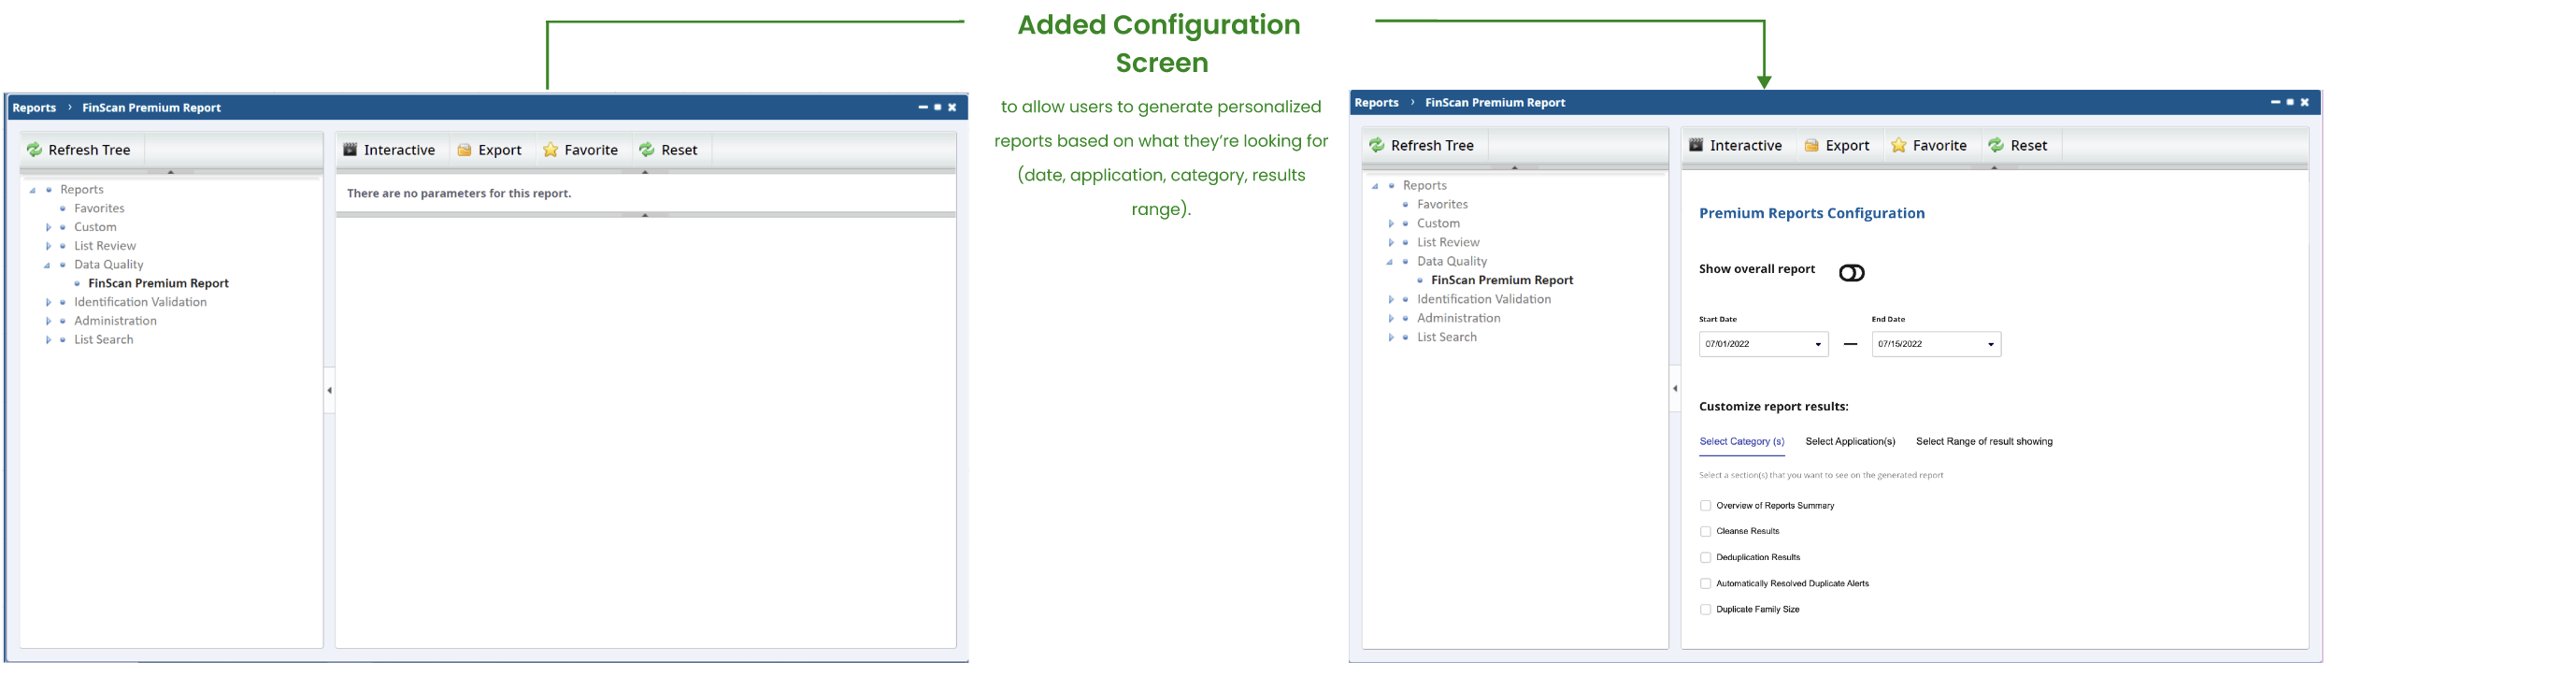 Added Configuration
Screen
to allow users to generate personalized
reports based on what they're looking for
(date, application, category, results
range).
Reports › FinScan Premium Report
Refresh Tree
Interactive Export Favorite Reset
Reports
Favorites
Custom
List Review
Data Quality
FinScan Premium Report
Identification Validation
Administration
List Search
There are no parameters for this report.
Reports › FinScan Premium Report
Refresh Tree
Interactive Export Favorite Reset
Reports
Favorites
Custom
List Review
Data Quality
FinScan Premium Report
Identification Validation
Administration
List Search
Premium Reports Configuration
Show overall report
Start Date End Date
07/01/2022 — 07/15/2022
Customize report results:
Select Category (s) Select Application(s) Select Range of result showing
Select a section(s) that you want to see on the generated report
Overview of Reports Summary
Cleanse Results
Deduplication Results
Automatically Resolved Duplicate Alerts
Duplicate Family Size